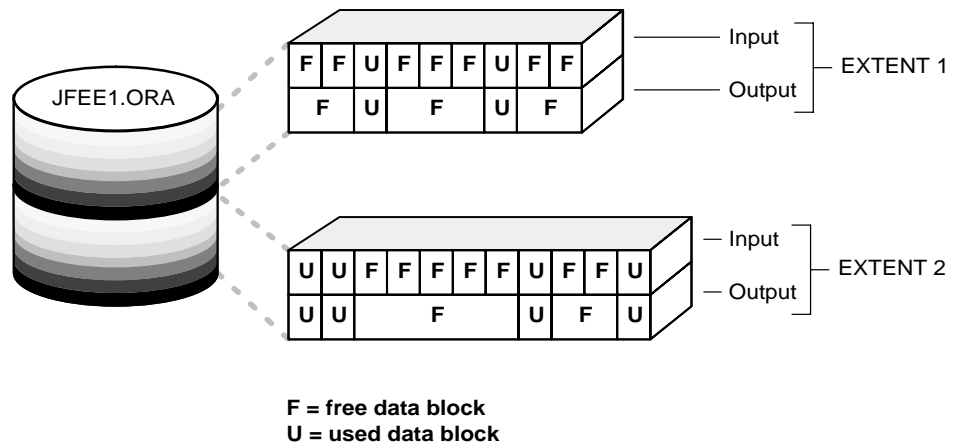 JFEE1.ORA
F F U F F F U F F
F U F U F
Input
Output
EXTENT 1
U U F F F F F U F F U
U U F U F U
Input
Output
EXTENT 2
F = free data block
U = used data block